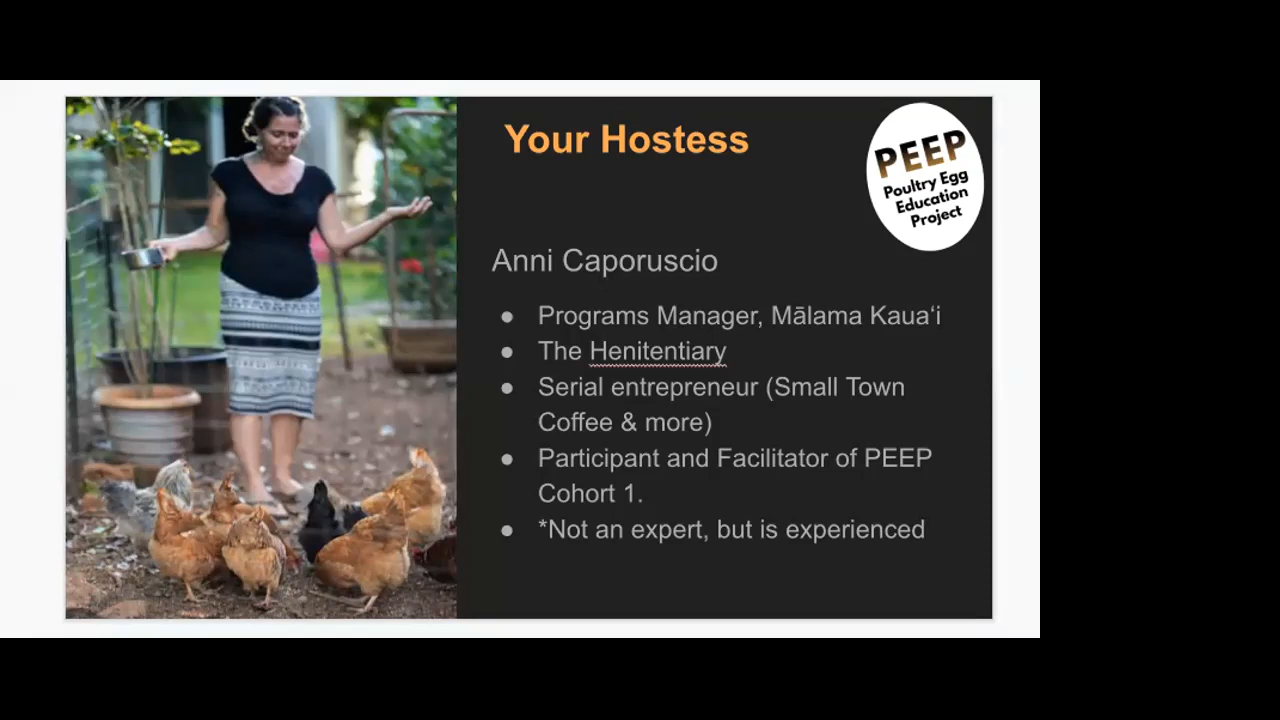 Your Hostess
PEEP
Poultry Egg
Education
Project
Anni Caporuscio
● Programs Manager, Mālama Kauaʻi
● The Henitentiary
● Serial entrepreneur (Small Town
Coffee & more)
● Participant and Facilitator of PEEP
Cohort 1.
● *Not an expert, but is experienced